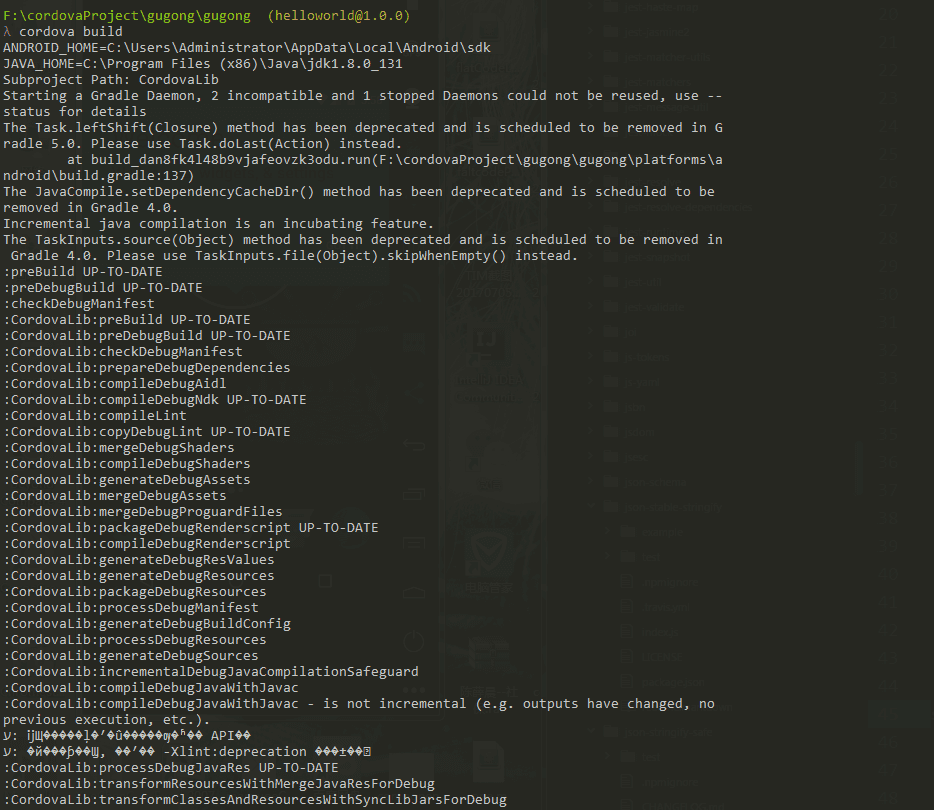 F:\cordovaProject\gugong\gugong (helloworld@1.0.0)
λ cordova build
ANDROID_HOME=C:\Users\Administrator\AppData\Local\Android\sdk
JAVA_HOME=C:\Program Files (x86)\Java\jdk1.8.0_131
Subproject Path: CordovaLib
Starting a Gradle Daemon, 2 incompatible and 1 stopped Daemons could not be reused, use --
status for details
The Task.leftShift(Closure) method has been deprecated and is scheduled to be removed in G
radle 5.0. Please use Task.doLast(Action) instead.
at build_dan8fk4l48b9vjafeovzk3odu.run(F:\cordovaProject\gugong\gugong\platforms\a
ndroid\build.gradle:137)
The JavaCompile.setDependencyCacheDir() method has been deprecated and is scheduled to be
removed in Gradle 4.0.
Incremental java compilation is an incubating feature.
The TaskInputs.source(Object) method has been deprecated and is scheduled to be removed in
Gradle 4.0. Please use TaskInputs.file(Object).skipWhenEmpty() instead.
:preBuild UP-TO-DATE
:preDebugBuild UP-TO-DATE
:checkDebugManifest
:CordovaLib:preBuild UP-TO-DATE
:CordovaLib:preDebugBuild UP-TO-DATE
:CordovaLib:checkDebugManifest
:CordovaLib:prepareDebugDependencies
:CordovaLib:compileDebugAidl
:CordovaLib:compileDebugNdk UP-TO-DATE
:CordovaLib:compileLint
:CordovaLib:copyDebugLint UP-TO-DATE
:CordovaLib:mergeDebugShaders
:CordovaLib:compileDebugShaders
:CordovaLib:generateDebugAssets
:CordovaLib:mergeDebugAssets
:CordovaLib:mergeDebugProguardFiles
:CordovaLib:packageDebugRenderscript UP-TO-DATE
:CordovaLib:compileDebugRenderscript
:CordovaLib:generateDebugResValues
:CordovaLib:generateDebugResources
:CordovaLib:packageDebugResources
:CordovaLib:processDebugManifest
:CordovaLib:generateDebugBuildConfig
:CordovaLib:processDebugResources
:CordovaLib:generateDebugSources
:CordovaLib:incrementalDebugJavaCompilationSafeguard
:CordovaLib:compileDebugJavaWithJavac
:CordovaLib:compileDebugJavaWithJavac - is not incremental (e.g. outputs have changed, no
previous execution, etc.).
API
-Xlint:deprecation
:CordovaLib:processDebugJavaRes UP-TO-DATE
:CordovaLib:transformResourcesWithMergeJavaResForDebug
:CordovaLib:transformClassesAndResourcesWithSyncLibJarsForDebug